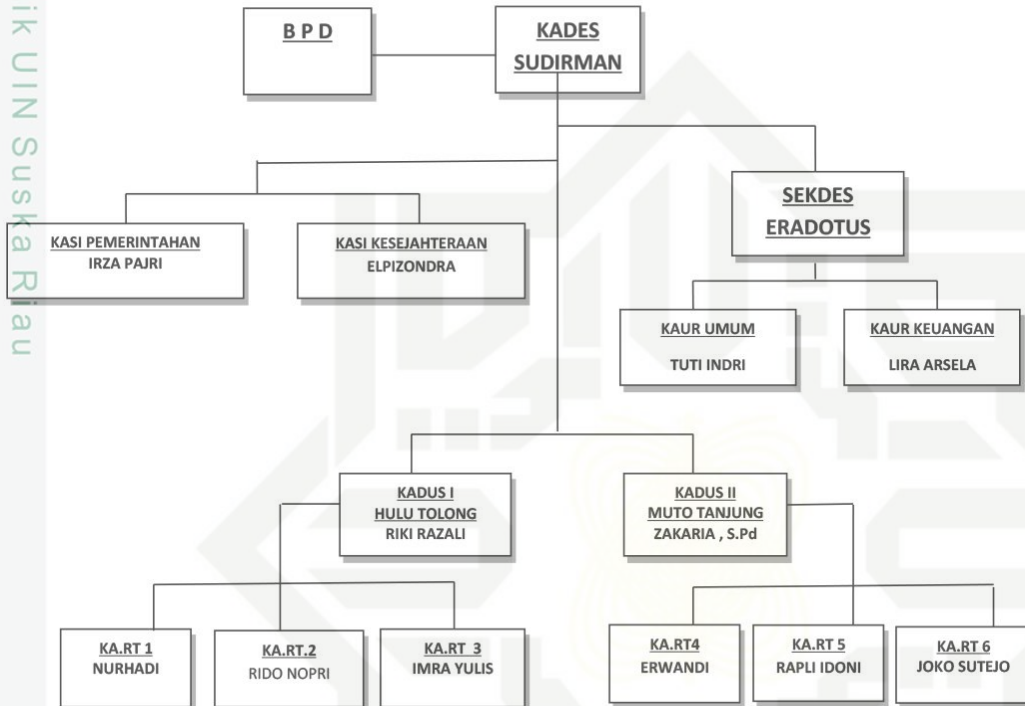 ik UIN Suska Riau
B P D
KADES
SUDIRMAN
SEKDES
ERADOTUS
KASI PEMERINTAHAN
IRZA PAJRI
KASI KESEJAHTERAAN
ELPIZONDRA
KAUR UMUM
TUTI INDRI
KAUR KEUANGAN
LIRA ARSELA
KADUS I
HULU TOLONG
RIKI RAZALI
KADUS II
MUTO TANJUNG
ZAKARIA , S.Pd
KA.RT 1
NURHADI
KA.RT.2
RIDO NOPRI
KA.RT 3
IMRA YULIS
KA.RT4
ERWANDI
KA.RT 5
RAPLI IDONI
KA.RT 6
JOKO SUTEJO